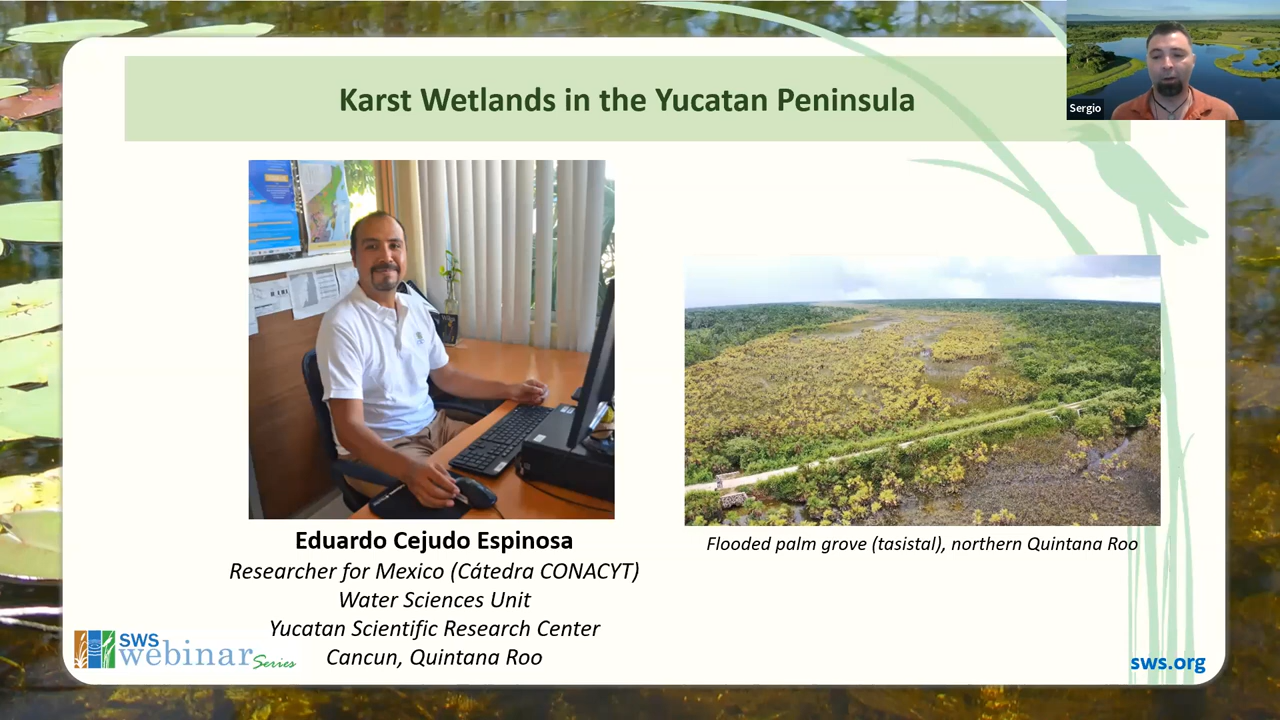 Karst Wetlands in the Yucatan Peninsula
Sergio
Eduardo Cejudo Espinosa
Researcher for Mexico (Cátedra CONACYT)
Water Sciences Unit
Yucatan Scientific Research Center
Cancun, Quintana Roo
Flooded palm grove (tasistal), northern Quintana Roo
SWS
webinar Series
sws.org